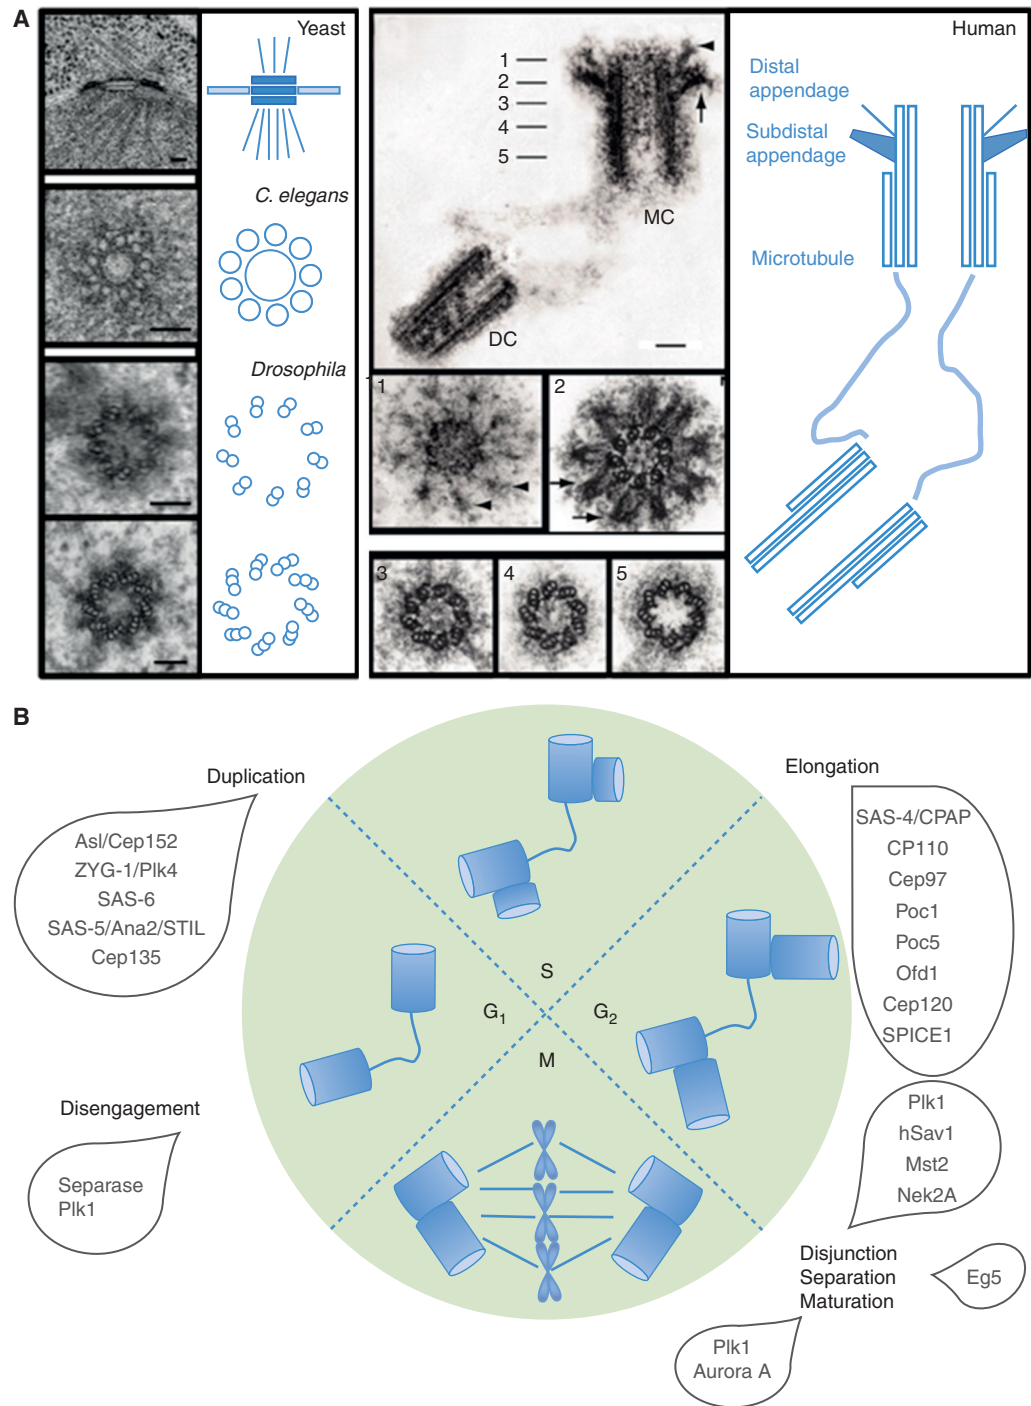 A
Yeast
C. elegans
Drosophila
1
2
3
4
5
MC
DC
1
2
3
4
5
Human
Distal
appendage
Subdistal
appendage
Microtubule
B
Duplication
Asl/Cep152
ZYG-1/Plk4
SAS-6
SAS-5/Ana2/STIL
Cep135
Elongation
SAS-4/CPAP
CP110
Cep97
Poc1
Poc5
Ofd1
Cep120
SPICE1
S
G1
G2
M
Disengagement
Separase
Plk1
Plk1
hSav1
Mst2
Nek2A
Disjunction
Separation
Maturation
Eg5
Plk1
Aurora A